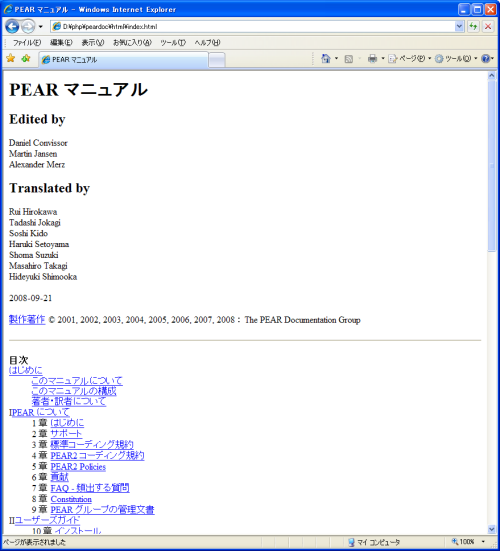 PEAR マニュアル - Windows Internet Explorer
D:¥php¥peardoc¥html¥index.html
ファイル(F) 編集(E) 表示(V) お気に入り(A) ツール(T) ヘルプ(H)
PEAR マニュアル
ページ(P) ツール(O)
PEAR マニュアル
Edited by
Daniel Convissor
Martin Jansen
Alexander Merz
Translated by
Rui Hirokawa
Tadashi Jokagi
Soshi Kido
Haruki Setoyama
Shoma Suzuki
Masahiro Takagi
Hideyuki Shimooka
2008-09-21
製作著作 © 2001, 2002, 2003, 2004, 2005, 2006, 2007, 2008 : The PEAR Documentation Group
目次
はじめに
このマニュアルについて
このマニュアルの構成
著者・訳者について
I PEAR について
1 章 はじめに
2 章 サポート
3 章 標準コーディング規約
4 章 PEAR2 コーディング規約
5 章 PEAR2 Policies
6 章 貢献
7 章 FAQ - 頻出する質問
8 章 Constitution
9 章 PEAR グループの管理文書
II ユーザーズガイド
10 章 インストール
ページが表示されました
マイ コンピュータ
100%